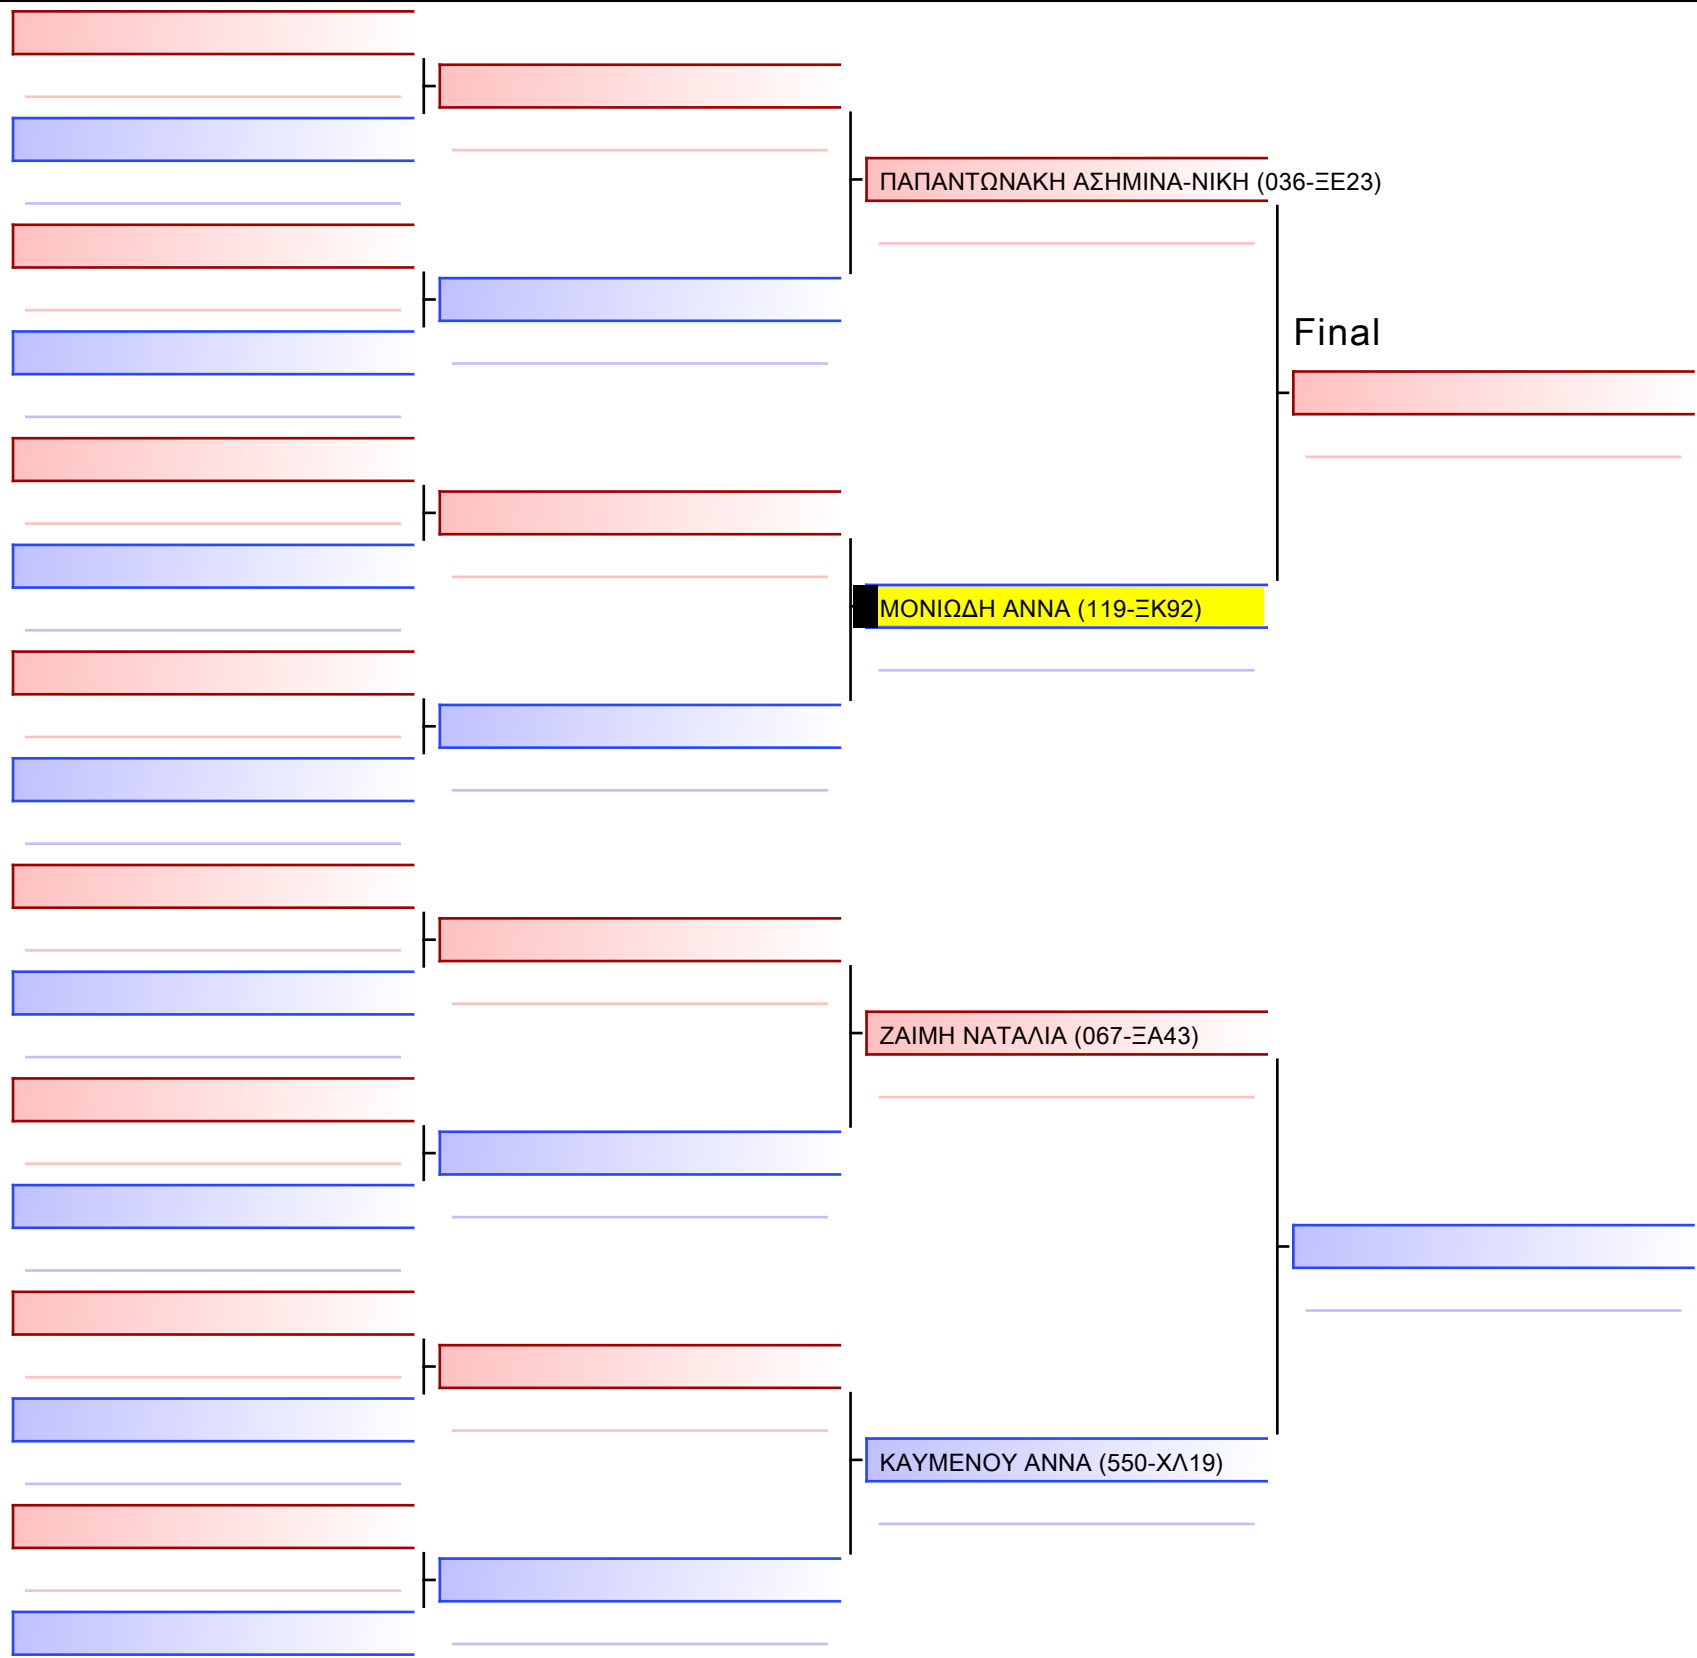 ΠΑΠΑΝΤΩΝΑΚΗ ΑΣΗΜΙΝΑ-ΝΙΚΗ (036-ΞΕ23)
Final
ΜΟΝΙΩΔΗ ΑΝΝΑ (119-ΞΚ92)
ΖΑΙΜΗ ΝΑΤΑΛΙΑ (067-ΞΑ43)
ΚΑΥΜΕΝΟΥ ΑΝΝΑ (550-ΧΛ19)